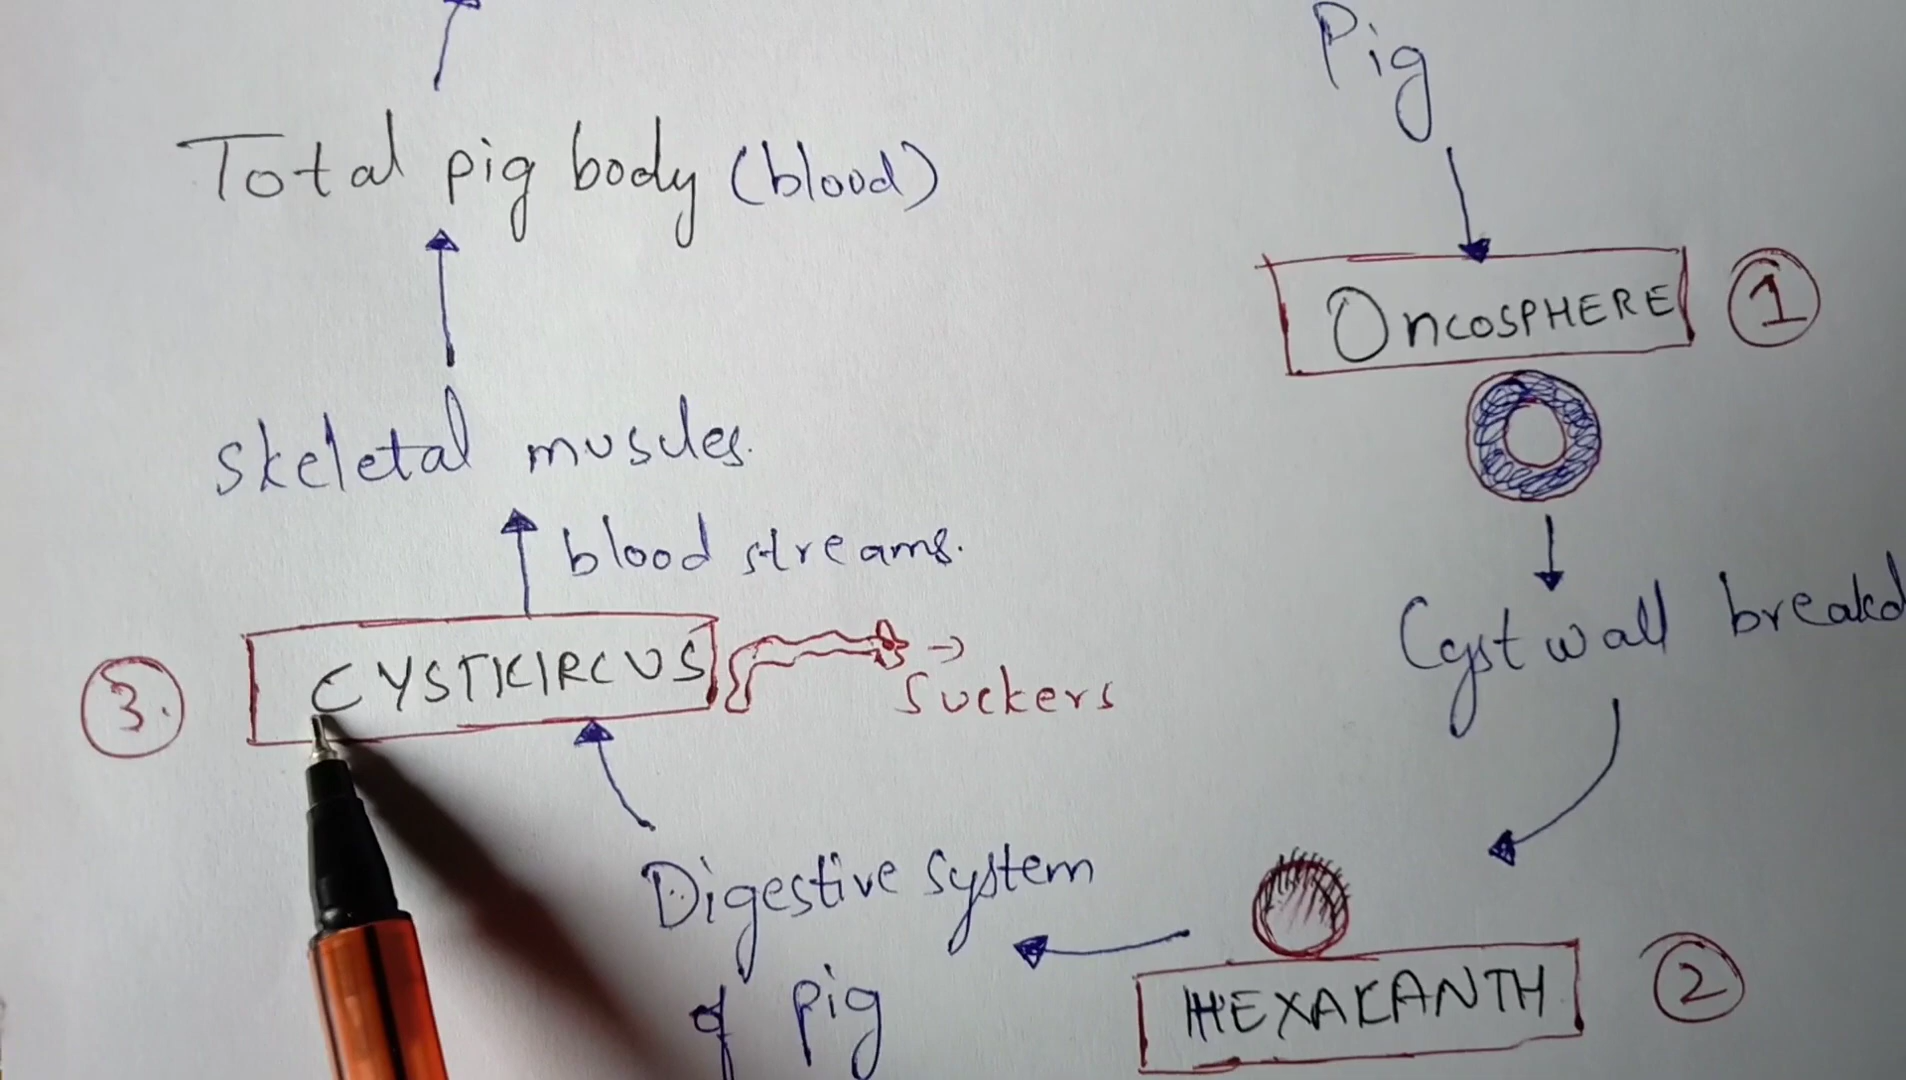 Pig
Total pig body (blood)
ONCOSPHERE 1
Skeletal muscles.
blood streams.
Cyst wall
3. CYSTICIRCUS → Suckers
Digestive system
of pig
HEXACANTH 2